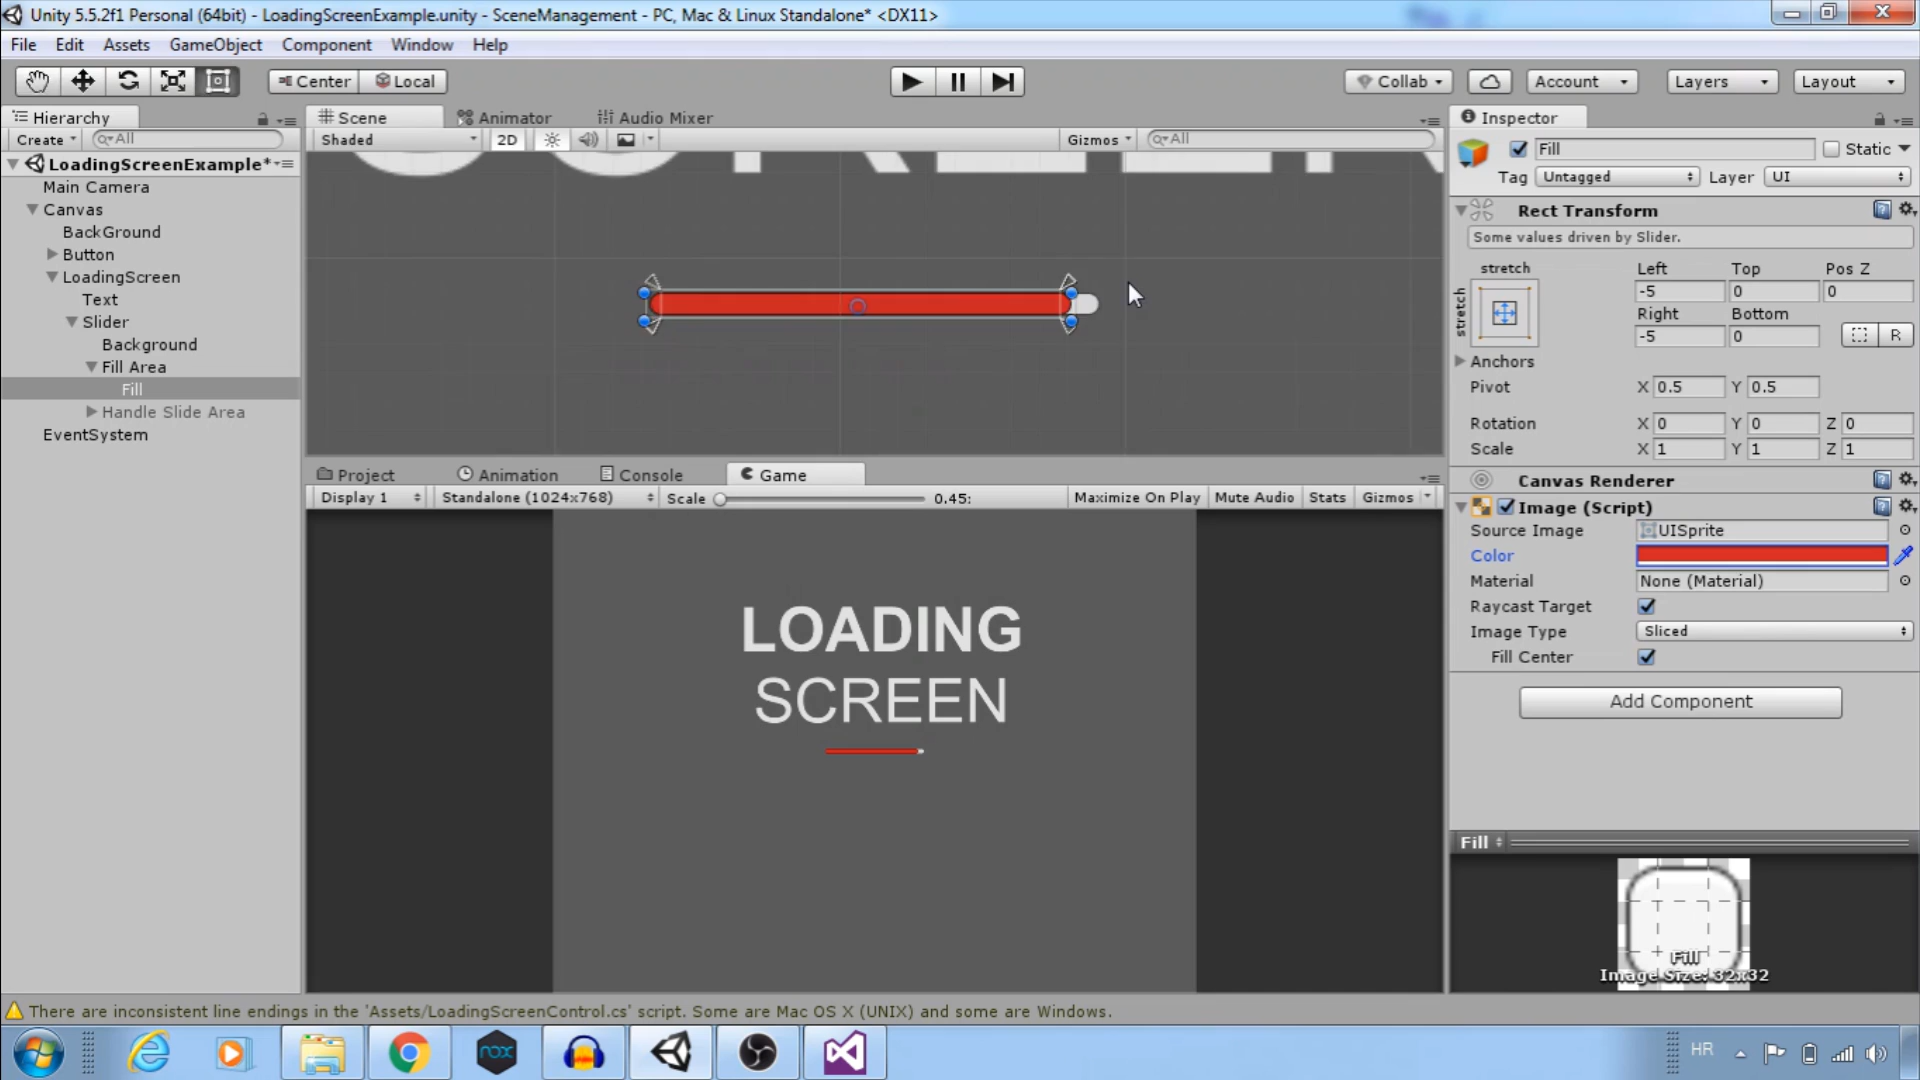 Unity 5.5.2f1 Personal (64bit) - LoadingScreenExample.unity - SceneManagement - PC, Mac & Linux Standalone* <DX11>
File Edit Assets GameObject Component Window Help
Center Local Collab Account Layers Layout
Hierarchy
Create All
LoadingScreenExample*
Main Camera
Canvas
BackGround
Button
LoadingScreen
Text
Slider
Background
Fill Area
Fill
Handle Slide Area
EventSystem
Scene Animator Audio Mixer
Shaded 2D Gizmos All
Project Animation Console Game
Display 1 Standalone (1024x768) Scale 0.45: Maximize On Play Mute Audio Stats Gizmos
LOADING
SCREEN
Inspector
Fill Static
Tag Untagged Layer UI
Rect Transform
Some values driven by Slider.
stretch Left Top Pos Z
stretch -5 0 0
Right Bottom
-5 0 R
Anchors
Pivot X 0.5 Y 0.5
Rotation X 0 Y 0 Z 0
Scale X 1 Y 1 Z 1
Canvas Renderer
Image (Script)
Source Image UISprite
Color
Material None (Material)
Raycast Target
Image Type Sliced
Fill Center
Add Component
Fill
Fill
Image Size: 32x32
There are inconsistent line endings in the 'Assets/LoadingScreenControl.cs' script. Some are Mac OS X (UNIX) and some are Windows.
nox HR